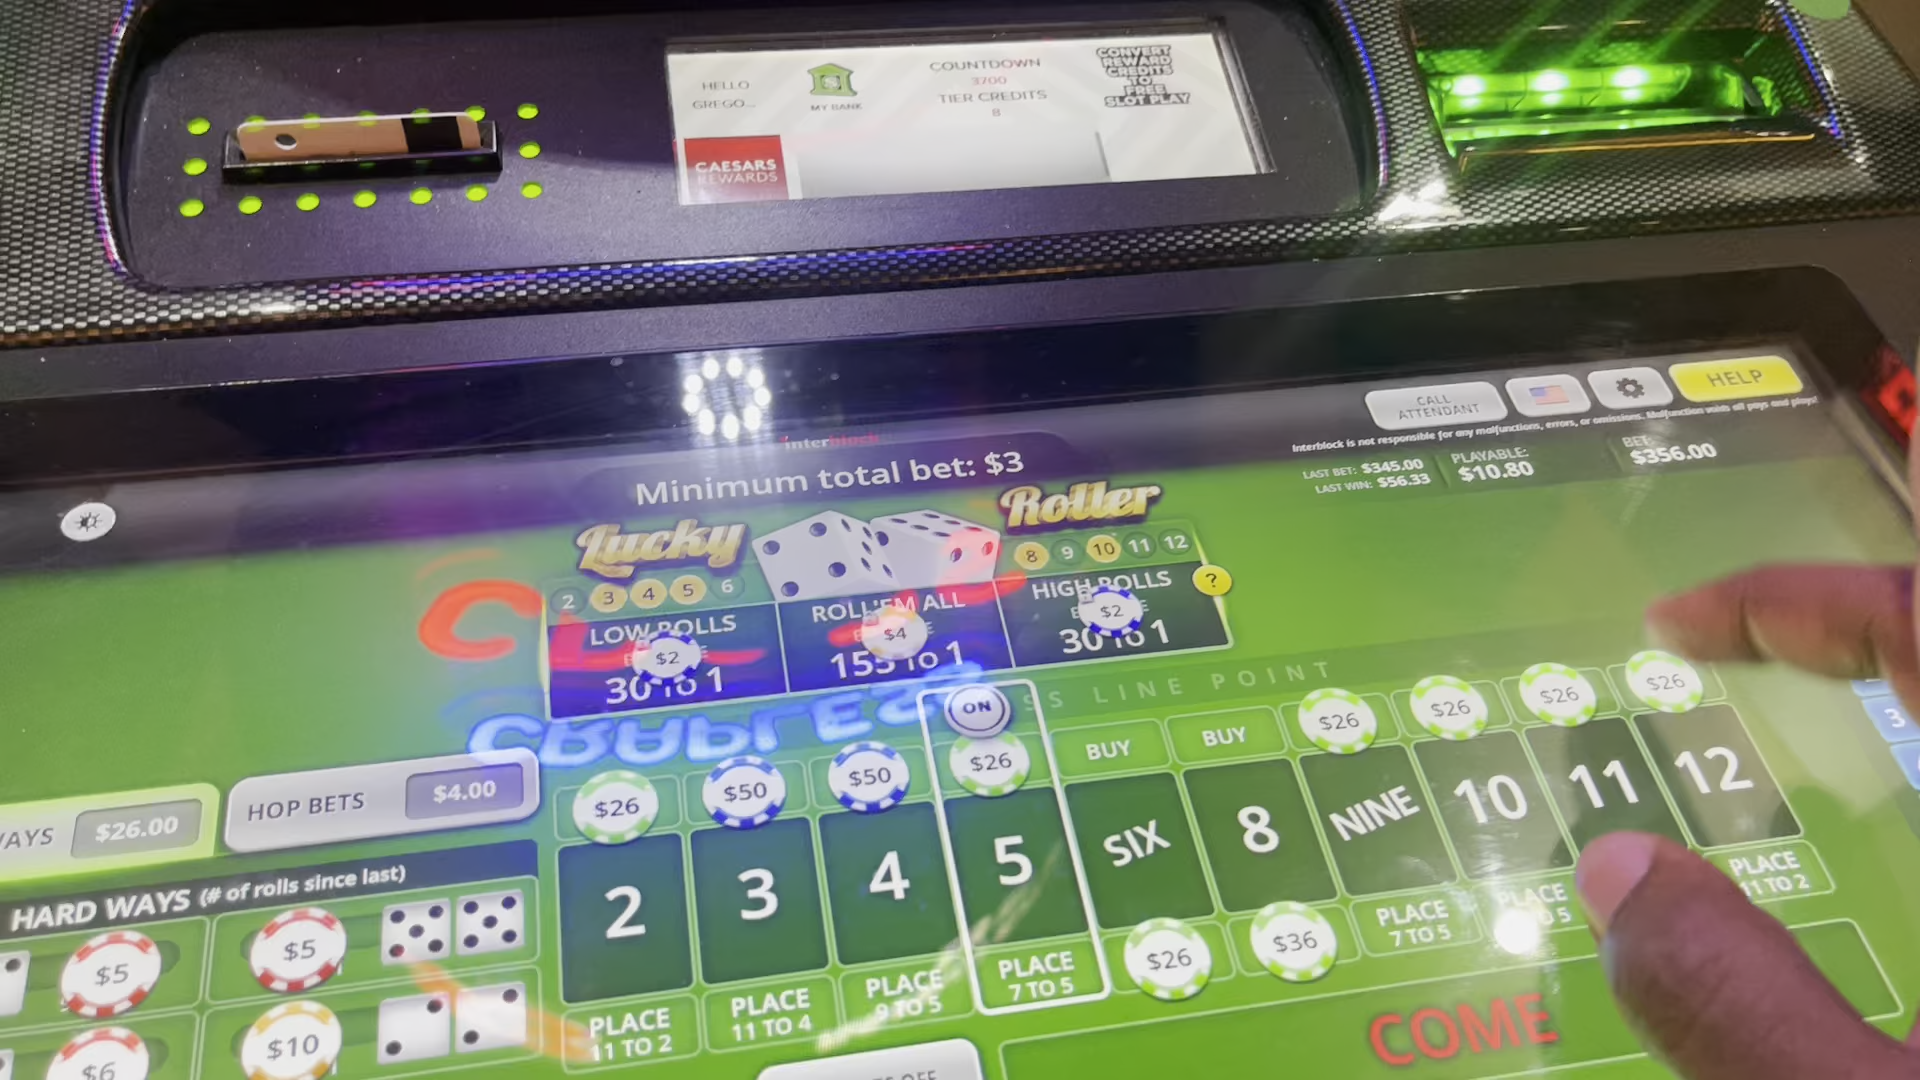 HELLO
GREGO...
MY BANK
COUNTDOWN
3700
TIER CREDITS
8
CONVERT
REWARD
CREDITS
TO
FREE
SLOT PLAY
CAESARS
REWARDS
CALL
ATTENDANT
HELP
Interblock is not responsible for any malfunctions, errors, or omissions. Malfunction voids all pays and plays!
interblock
Minimum total bet: $3
LAST BET: $345.00
LAST WIN: $56.33
PLAYABLE:
$10.80
BET:
$356.00
Lucky
Roller
2 3 4 5 6
8 9 10 11 12
LOW ROLLS
$2
30 TO 1
ROLL'EM ALL
$4
155 TO 1
HIGH ROLLS
$2
30 TO 1
?
CRAPLESS
SS LINE POINT
ON
$26
$50
$50
$26
BUY
BUY
$26
$26
$26
$26
2
3
4
5
SIX
8
NINE
10
11
12
PLACE
11 TO 2
PLACE
11 TO 4
PLACE
9 TO 5
PLACE
7 TO 5
$26
$36
PLACE
7 TO 5
PLACE
PLACE
11 TO 2
WAYS $26.00
HOP BETS $4.00
HARD WAYS (# of rolls since last)
$5
$5
$6
$10
COME
3